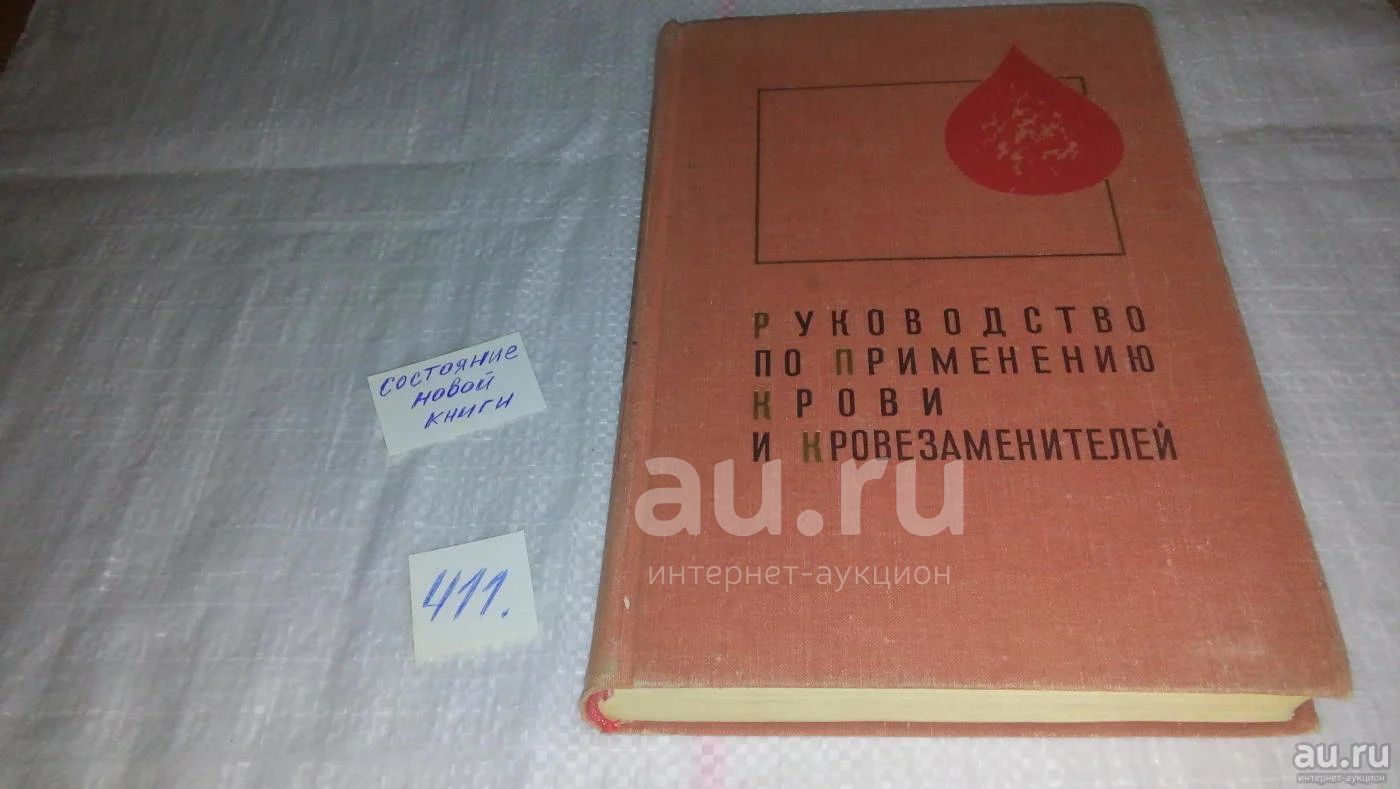 состояние
новой
книги
411.
РУКОВОДСТВО
ПО ПРИМЕНЕНИЮ
КРОВИ
И КРОВЕЗАМЕНИТЕЛЕЙ
au.ru
интернет-аукцион
au.ru
интернет-аукцион